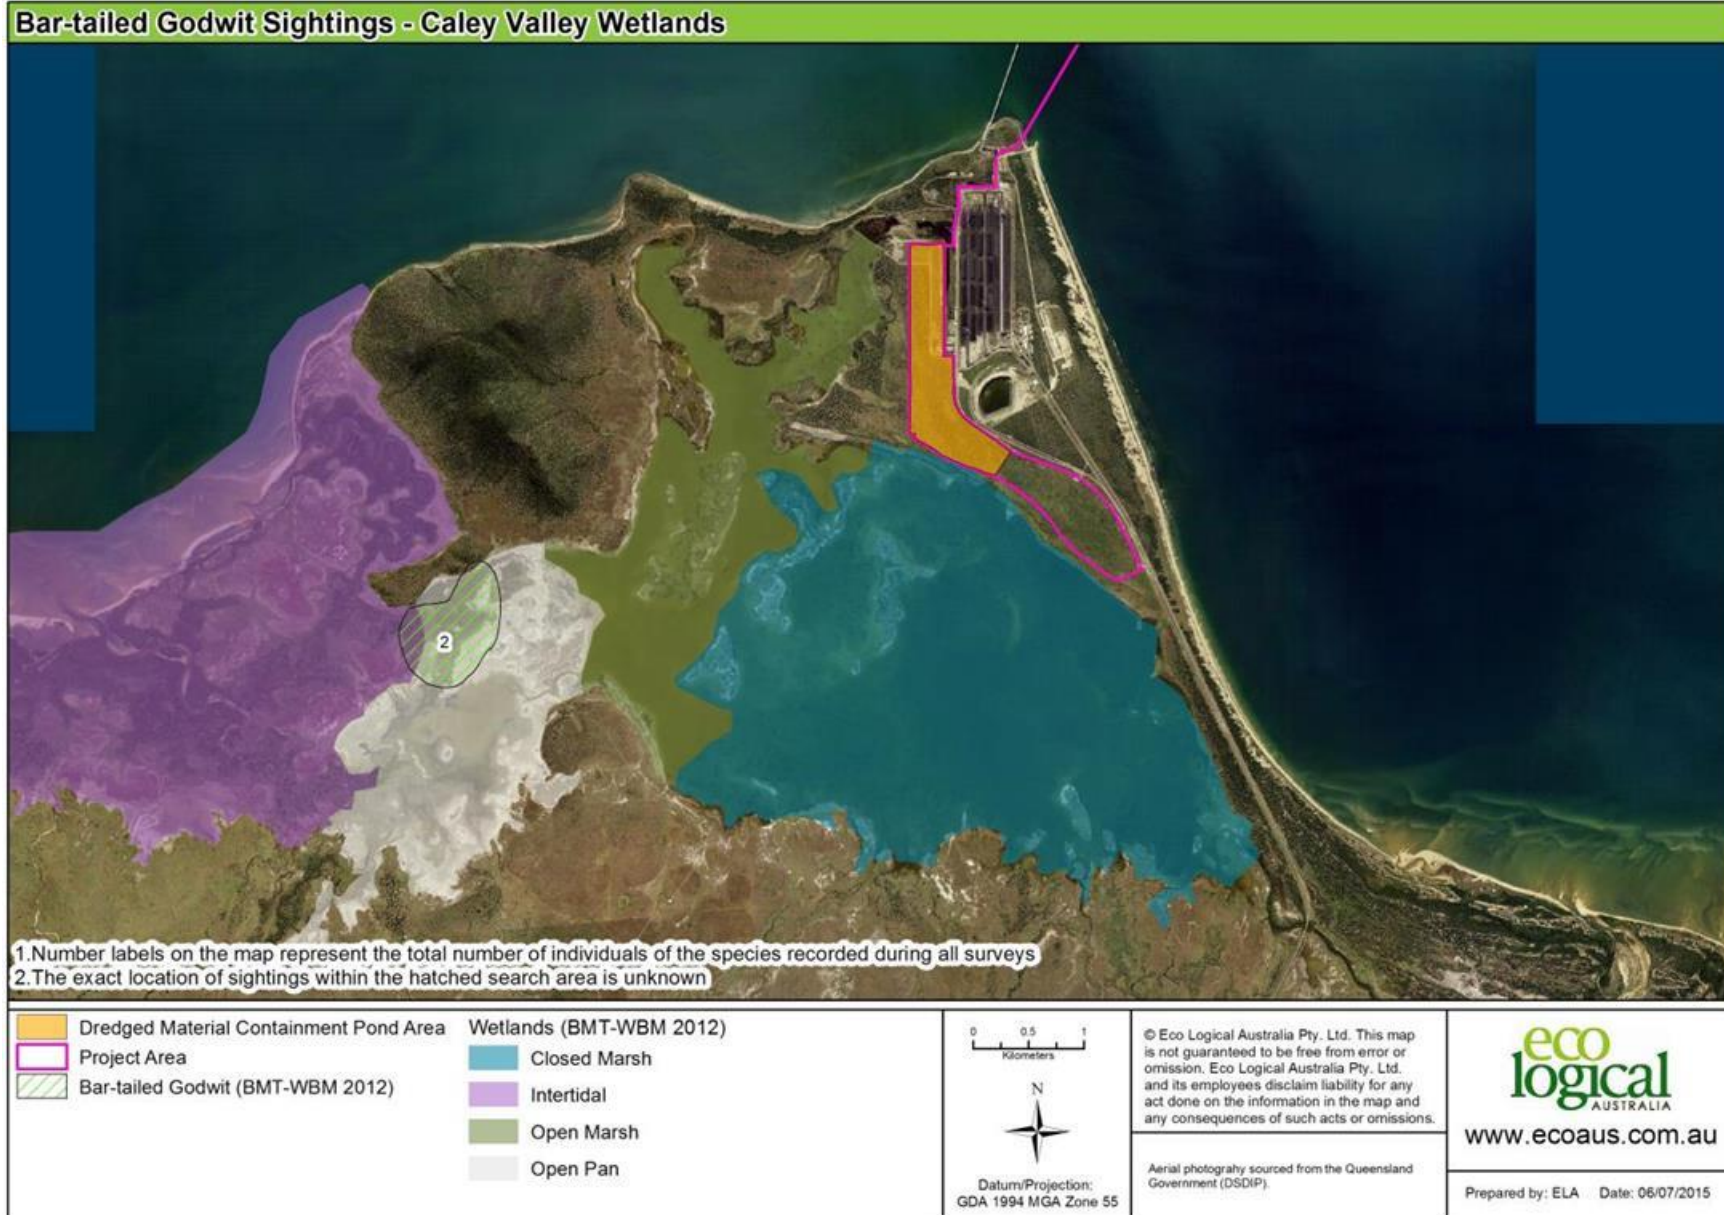 Bar-tailed Godwit Sightings - Caley Valley Wetlands
2
1.Number labels on the map represent the total number of individuals of the species recorded during all surveys
2.The exact location of sightings within the hatched search area is unknown
Dredged Material Containment Pond Area
Project Area
Bar-tailed Godwit (BMT-WBM 2012)
Wetlands (BMT-WBM 2012)
Closed Marsh
Intertidal
Open Marsh
Open Pan
0 0.5 1
Kilometers
N
Datum/Projection:
GDA 1994 MGA Zone 55
© Eco Logical Australia Pty. Ltd. This map
is not guaranteed to be free from error or
omission. Eco Logical Australia Pty. Ltd.
and its employees disclaim liability for any
act done on the information in the map and
any consequences of such acts or omissions.
Aerial photograhy sourced from the Queensland
Government (DSDIP).
eco
logical
AUSTRALIA
www.ecoaus.com.au
Prepared by: ELA Date: 06/07/2015